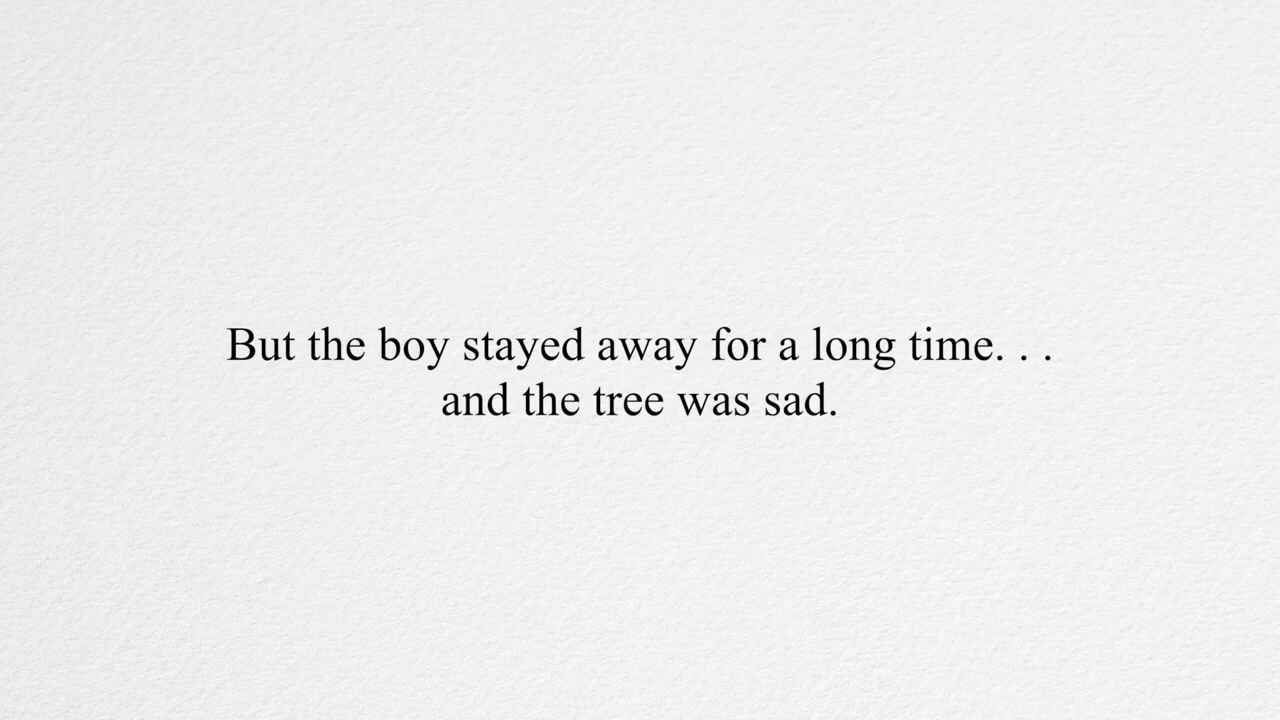 But the boy stayed away for a long time. . .
and the tree was sad.